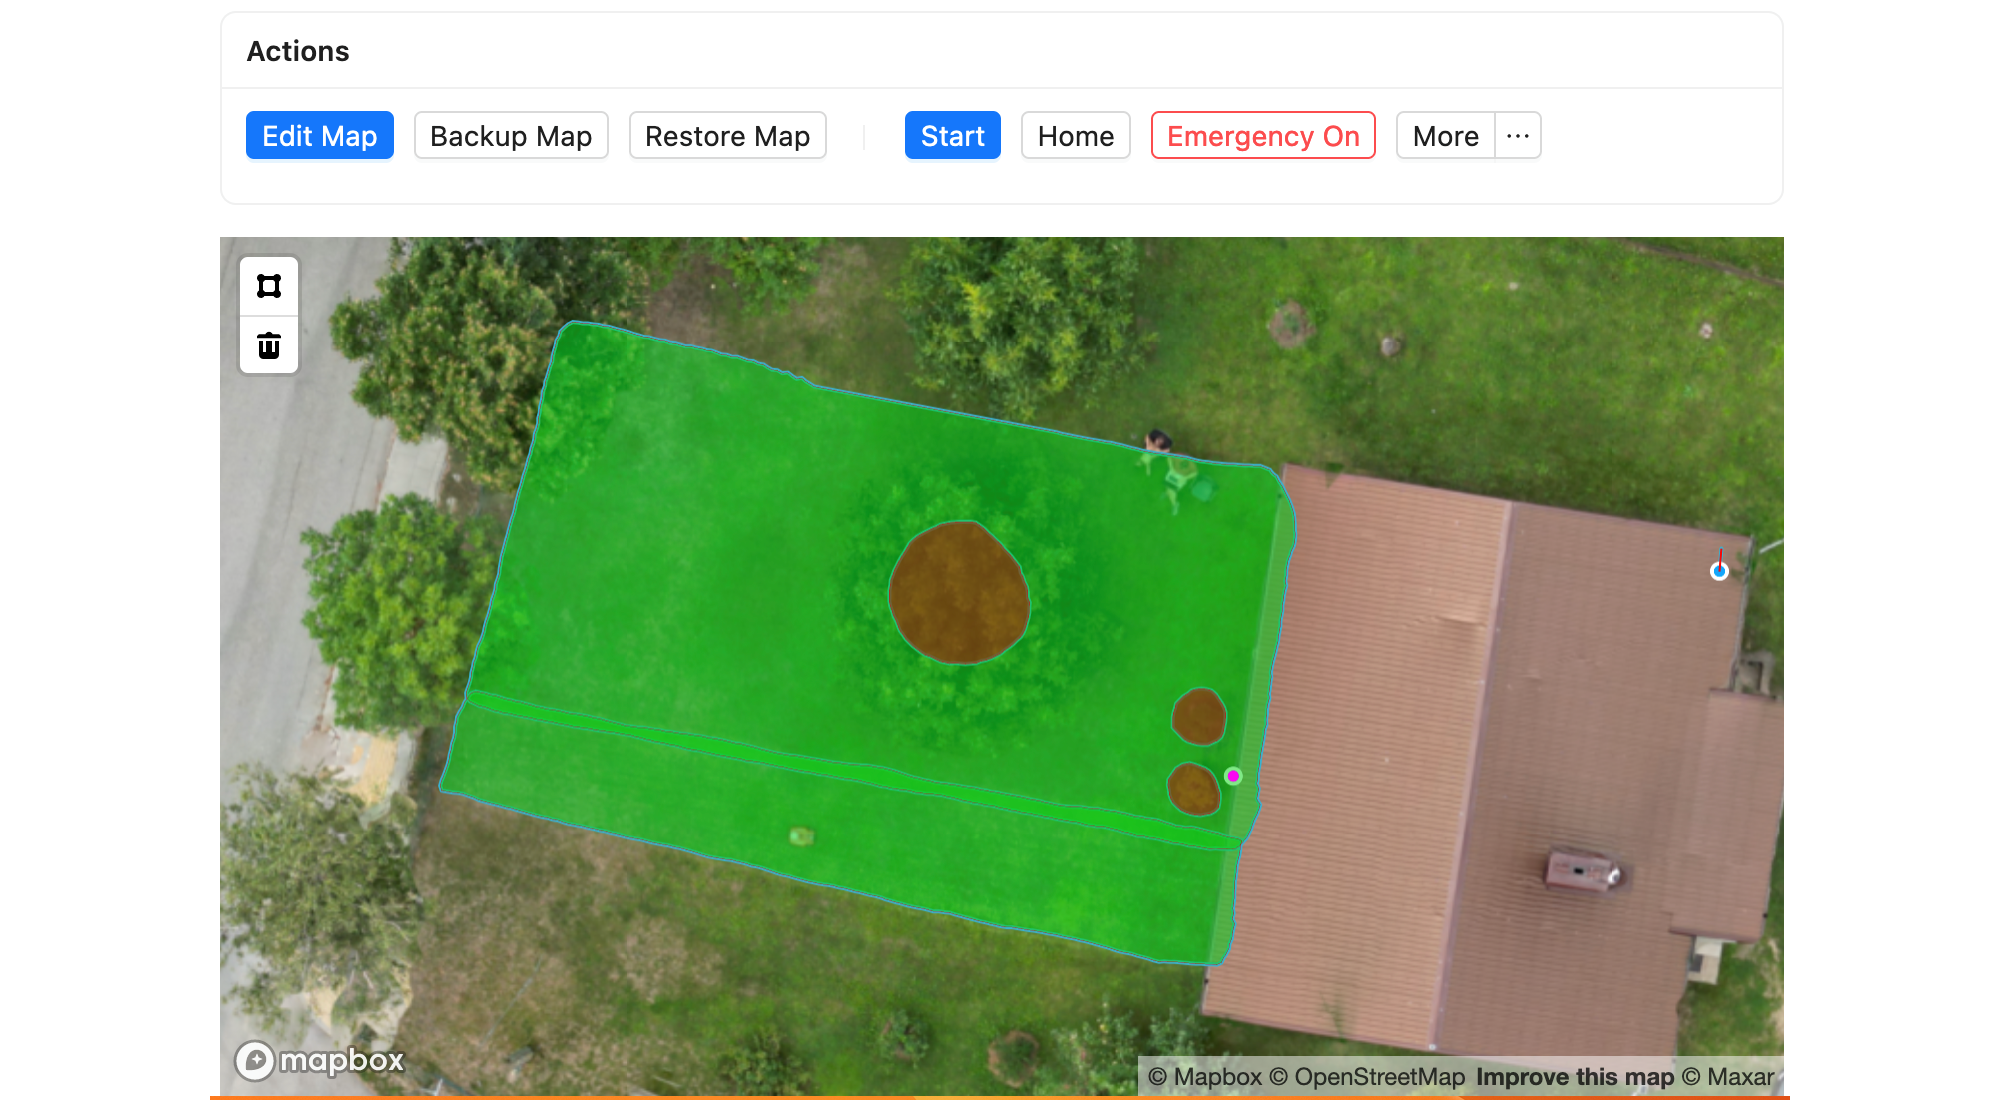 Actions
Edit Map Backup Map Restore Map Start Home Emergency On More ···
mapbox
© Mapbox © OpenStreetMap Improve this map © Maxar